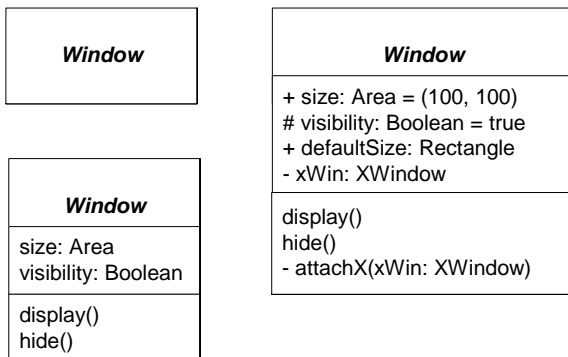 Window
Window
size: Area
visibility: Boolean
display()
hide()
Window
+ size: Area = (100, 100)
# visibility: Boolean = true
+ defaultSize: Rectangle
- xWin: XWindow
display()
hide()
- attachX(xWin: XWindow)